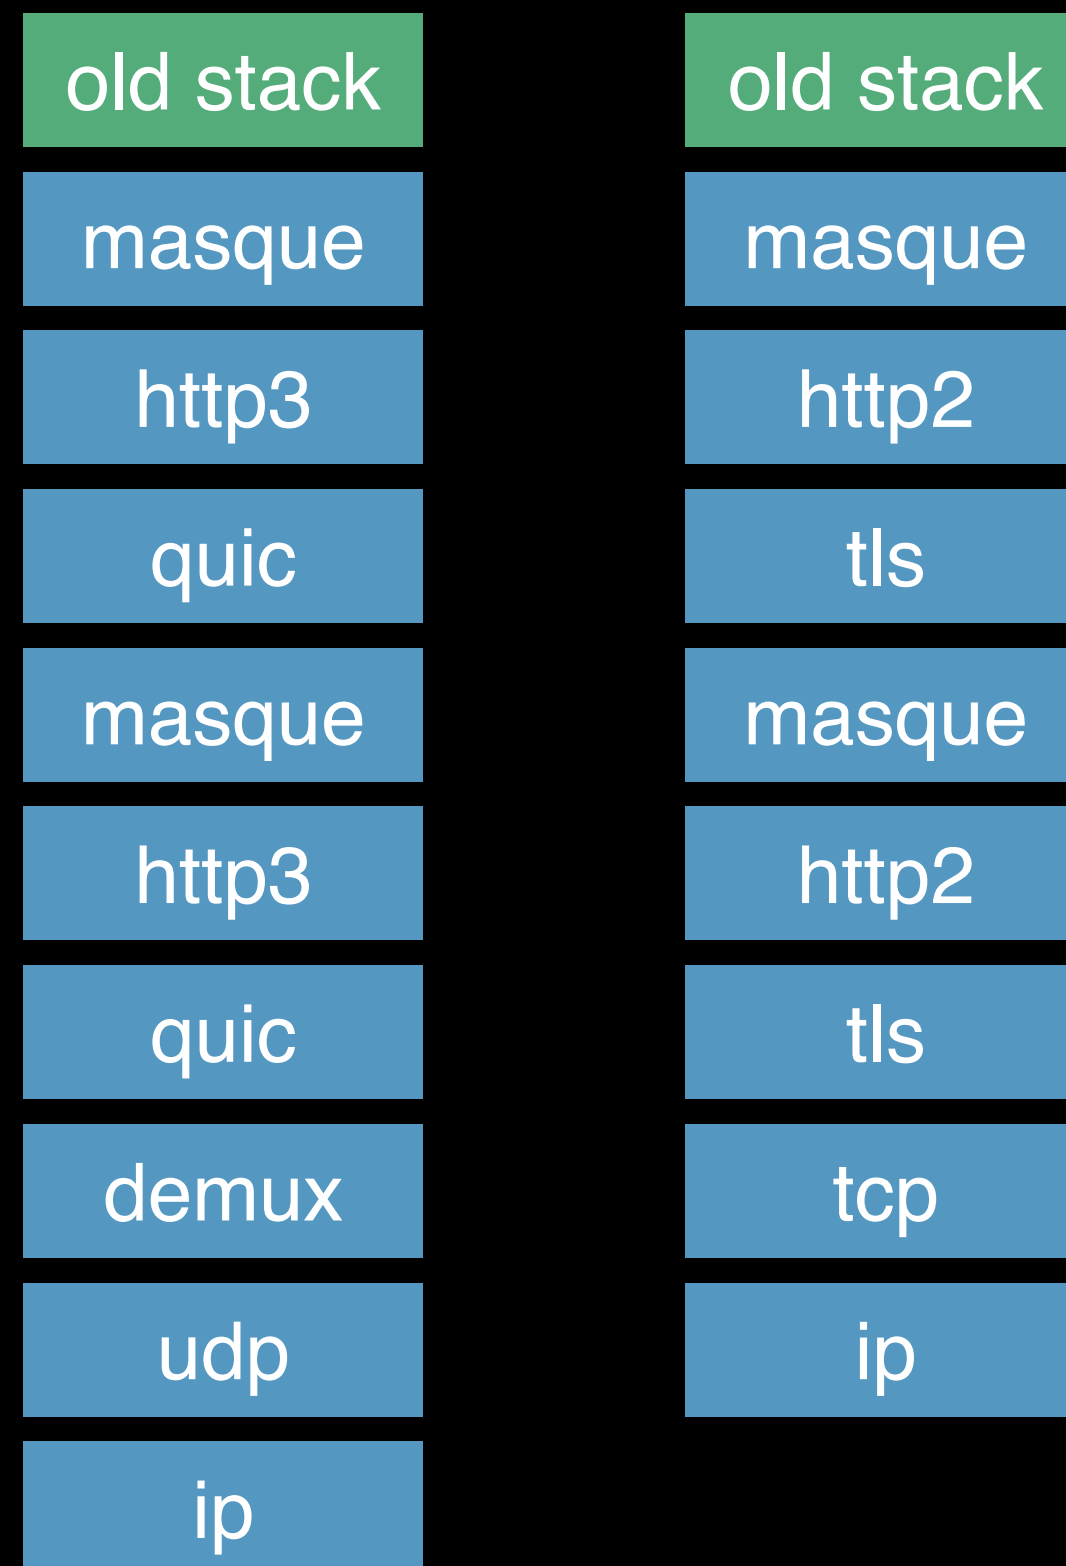 old stack
masque
http3
quic
masque
http3
quic
demux
udp
ip
old stack
masque
http2
tls
masque
http2
tls
tcp
ip